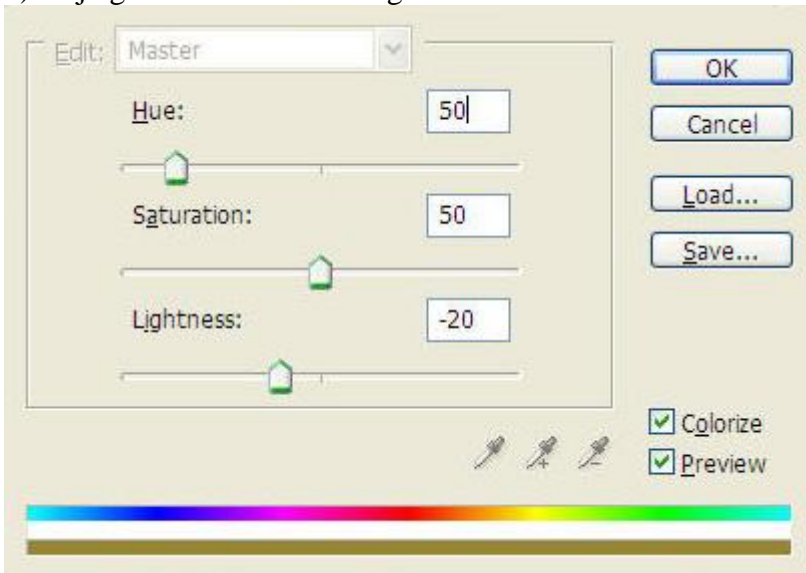 Edit: Master
OK
Hue: 50
Cancel
Load...
Saturation: 50
Save...
Lightness: -20
Colorize
Preview